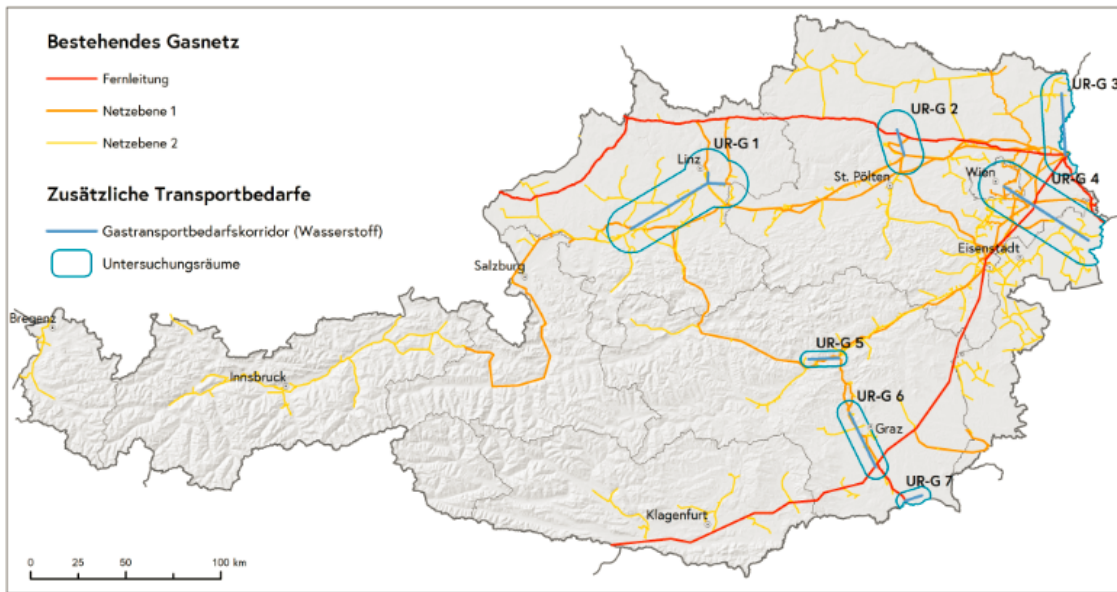 Bestehendes Gasnetz
Fernleitung
Netzebene 1
Netzebene 2
Zusätzliche Transportbedarfe
Gastransportbedarfskorridor (Wasserstoff)
Untersuchungsräume
UR-G 3
UR-G 2
UR-G 1
Linz
UR-G 4
Wien
St. Pölten
Eisenstadt
Salzburg
Bregenz
Innsbruck
UR-G 5
UR-G 6
Graz
UR-G 7
Klagenfurt
0 25 50 100 km